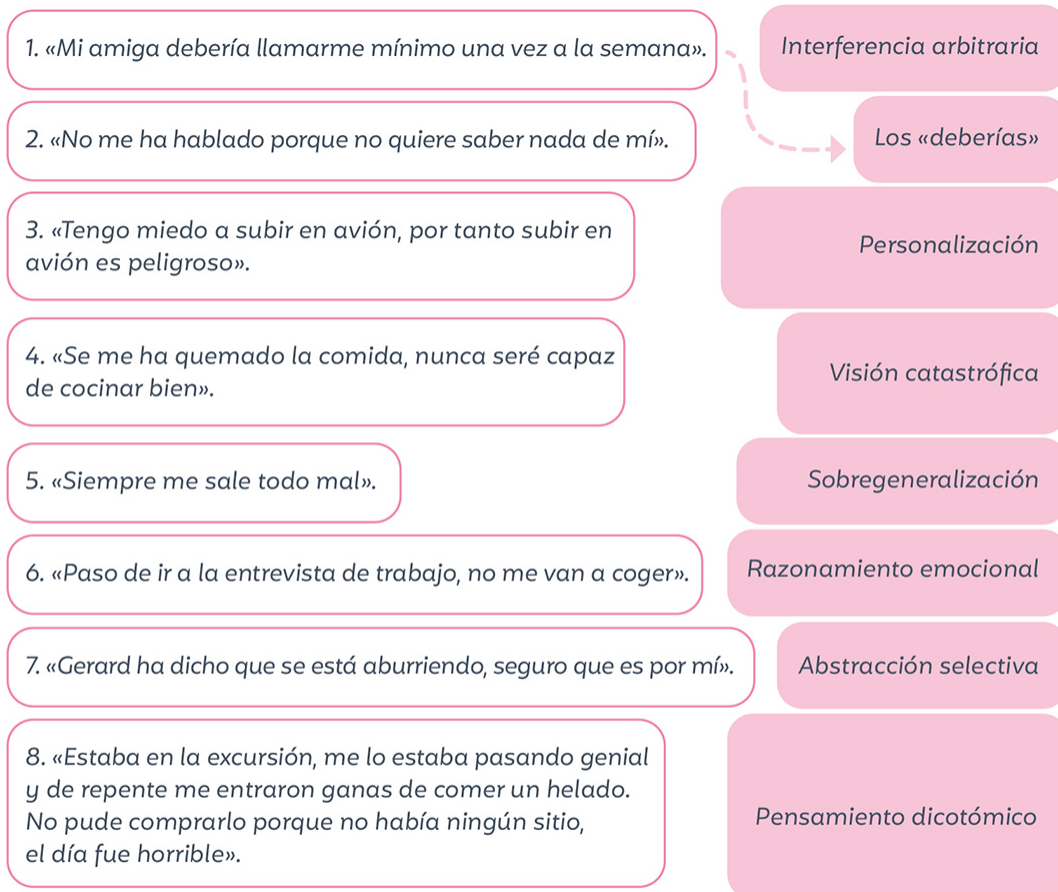 1. «Mi amiga debería llamarme mínimo una vez a la semana».
Interferencia arbitraria
2. «No me ha hablado porque no quiere saber nada de mí».
Los «deberías»
3. «Tengo miedo a subir en avión, por tanto subir en
avión es peligroso».
Personalización
4. «Se me ha quemado la comida, nunca seré capaz
de cocinar bien».
Visión catastrófica
5. «Siempre me sale todo mal».
Sobregeneralización
6. «Paso de ir a la entrevista de trabajo, no me van a coger».
Razonamiento emocional
7. «Gerard ha dicho que se está aburriendo, seguro que es por mí».
Abstracción selectiva
8. «Estaba en la excursión, me lo estaba pasando genial
y de repente me entraron ganas de comer un helado.
No pude comprarlo porque no había ningún sitio,
el día fue horrible».
Pensamiento dicotómico